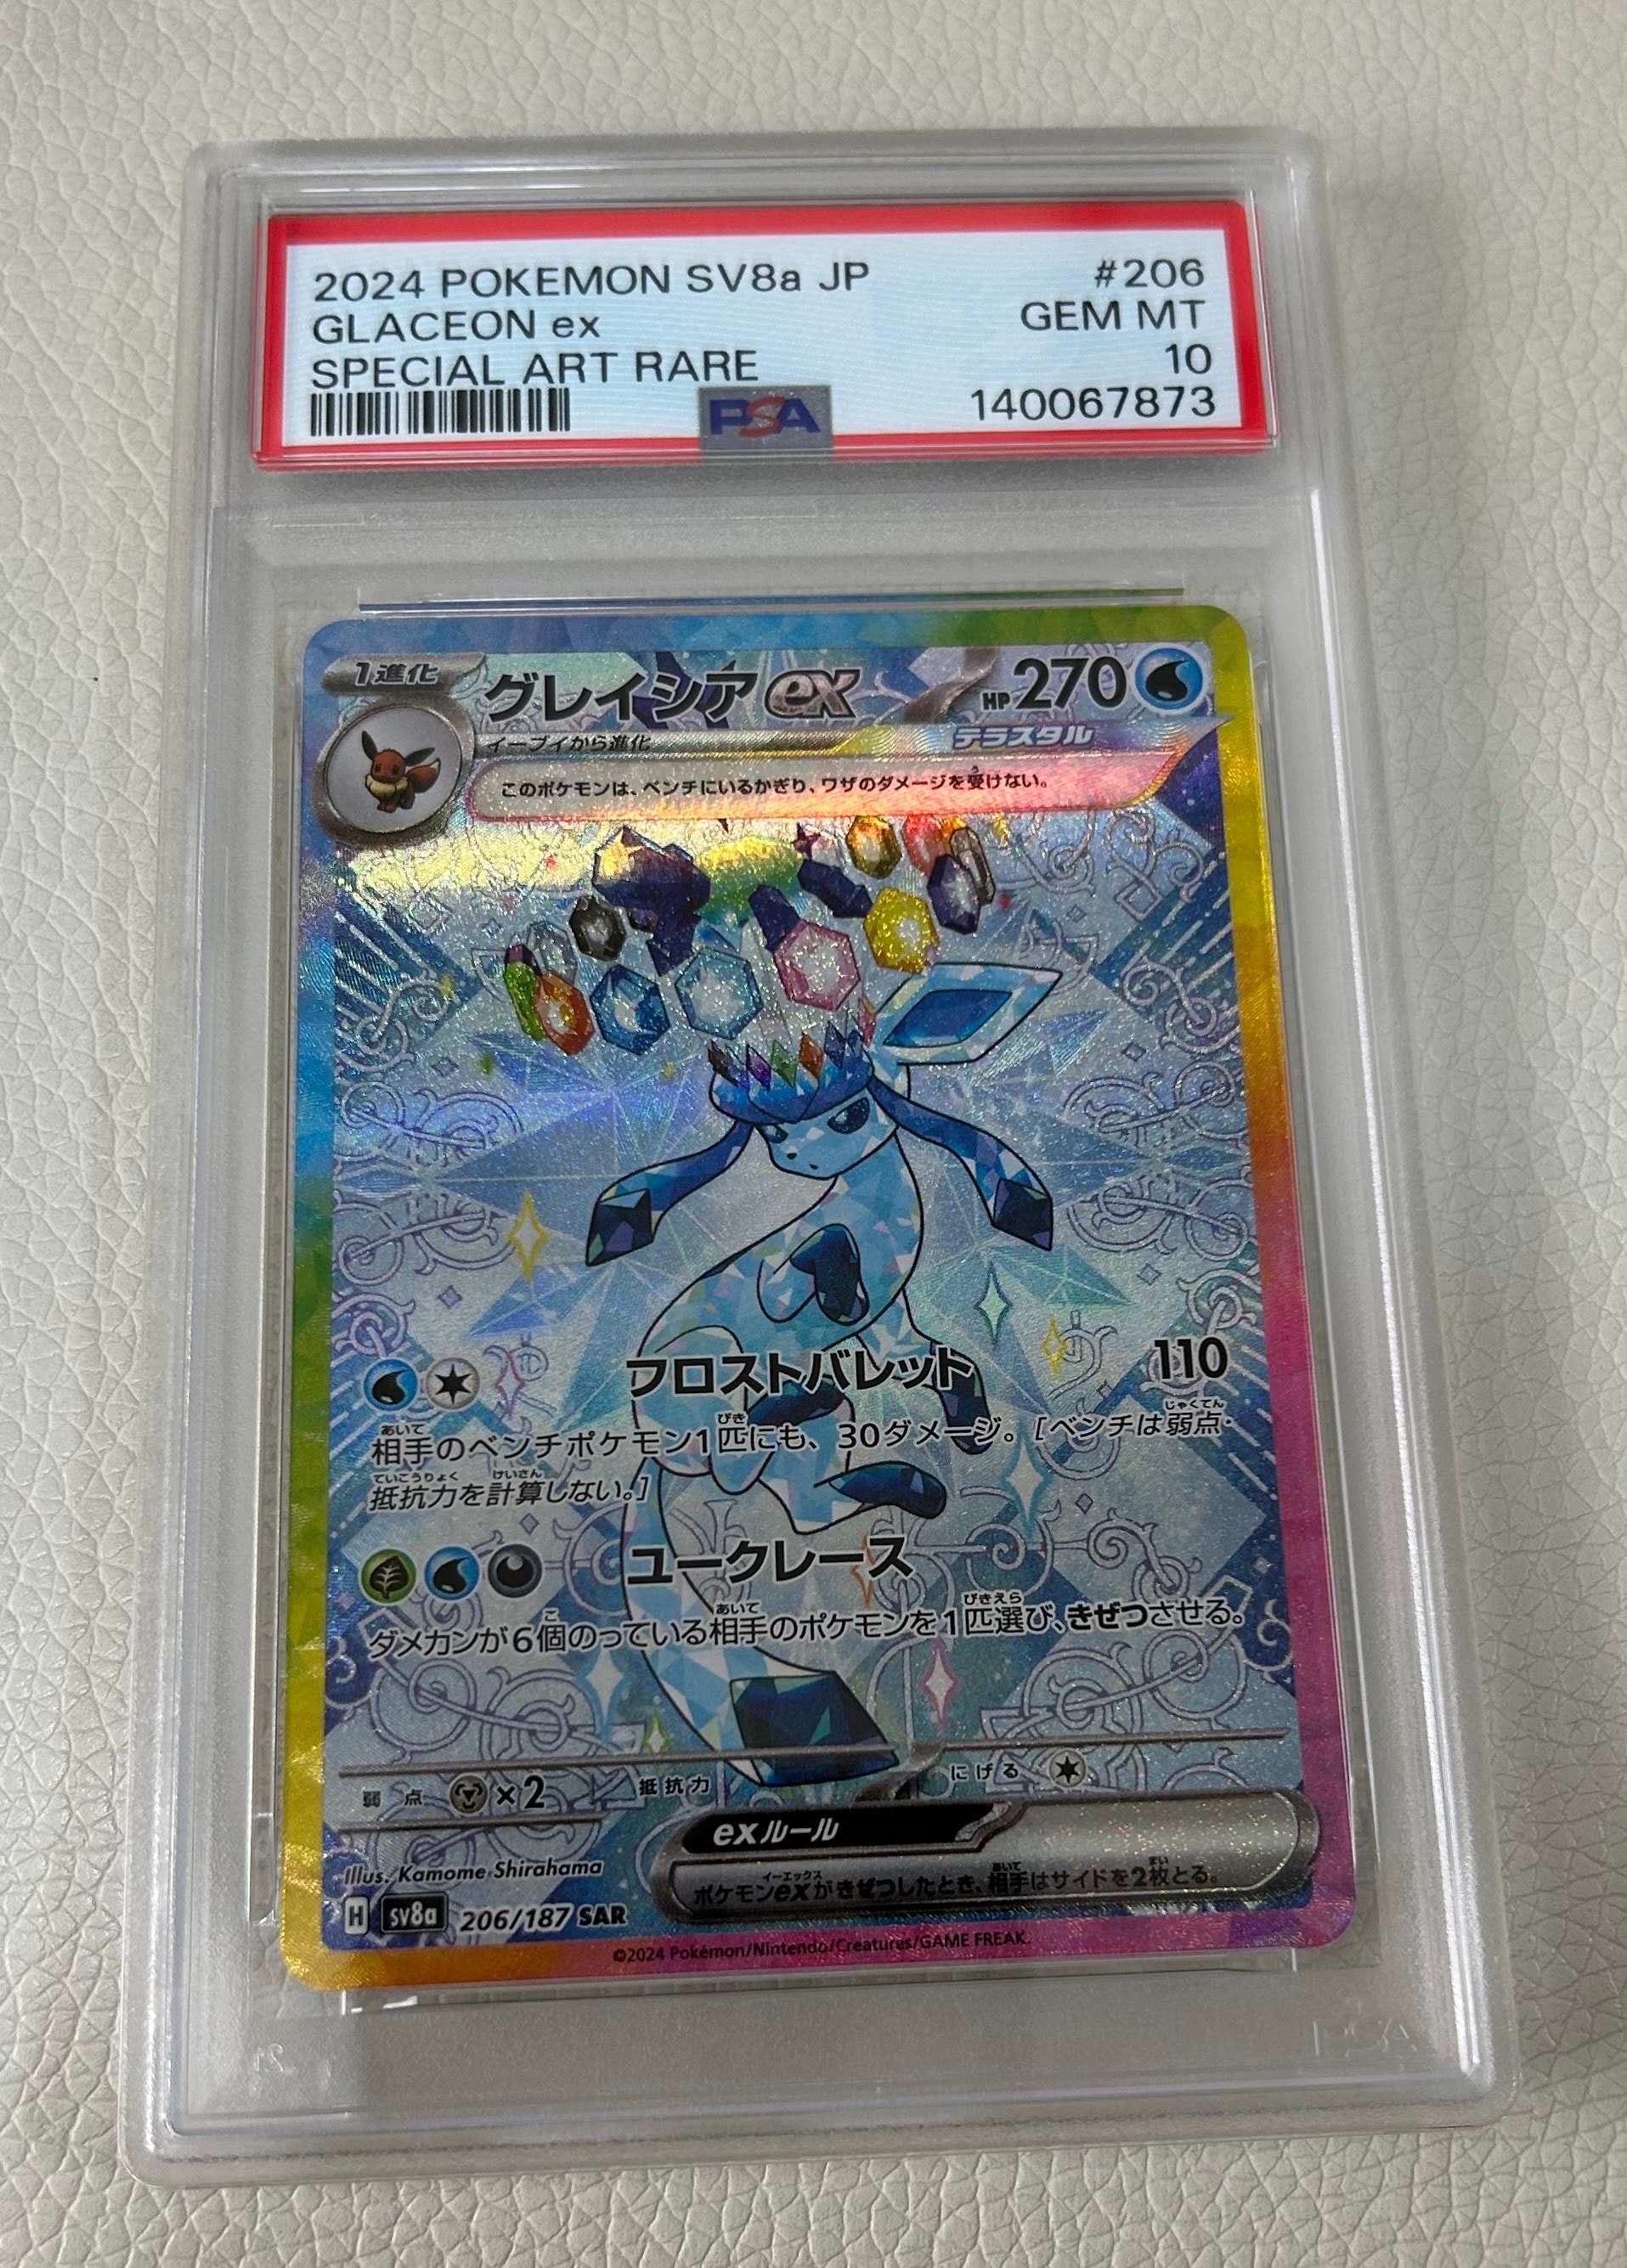 2024 POKEMON SV8a JP #206
GLACEON ex GEM MT
SPECIAL ART RARE 10
PSA 140067873
1進化 グレイシアex HP270
イーブイから進化 テラスタル
このポケモンは、ベンチにいるかぎり、ワザのダメージを受けない。
フロストバレット 110
相手のベンチポケモン1匹にも、30ダメージ。[ベンチは弱点・
抵抗力を計算しない。]
ユークレース
ダメカンが6個のっている相手のポケモンを1匹選び、きぜつさせる。
弱点 ×2 抵抗力 にげる
exルール
ポケモンexがきぜつしたとき、相手はサイドを2枚とる。
Illus. Kamome Shirahama
H SV8a 206/187 SAR
©2024 Pokémon/Nintendo/Creatures/GAME FREAK.
PSA